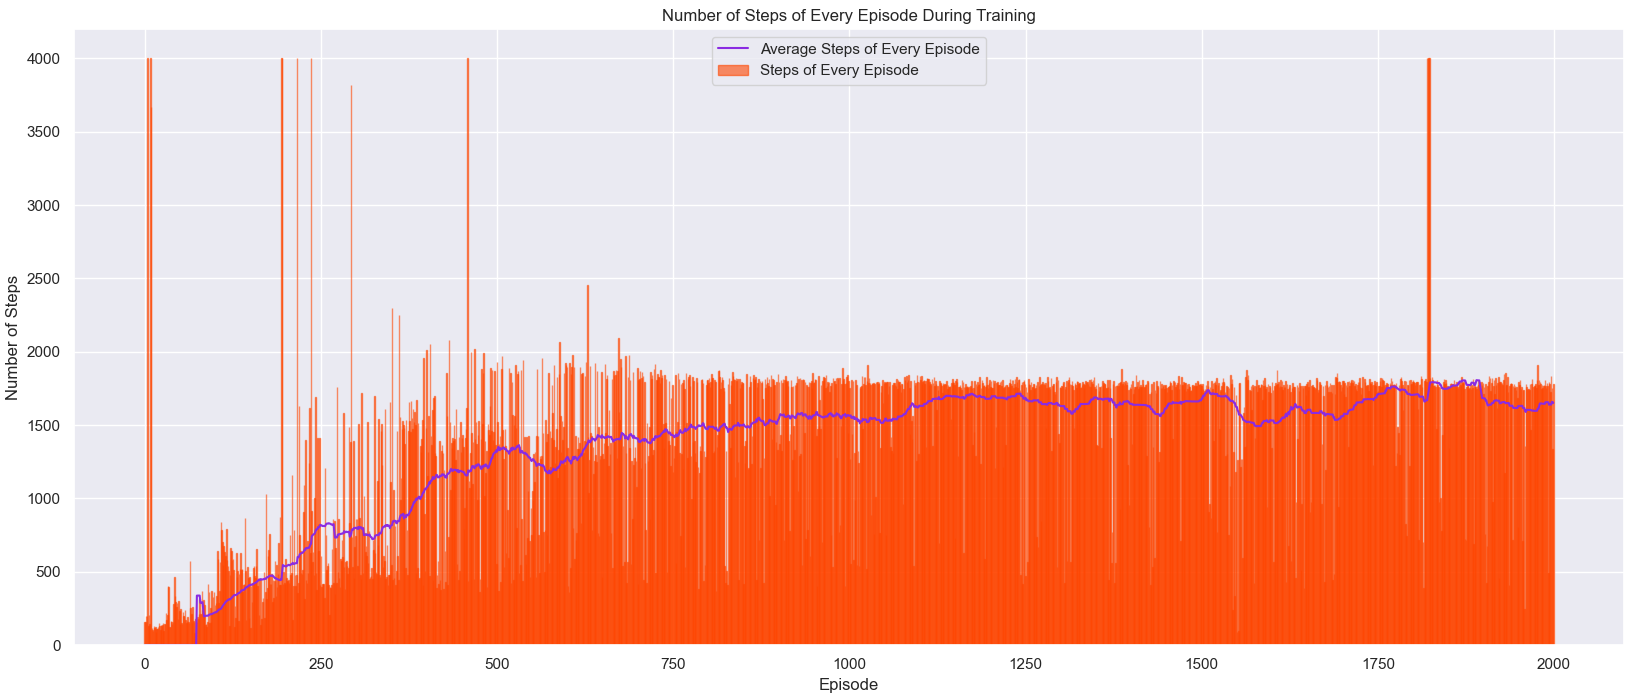 Number of Steps of Every Episode During Training
Average Steps of Every Episode
Steps of Every Episode
Number of Steps
4000
3500
3000
2500
2000
1500
1000
500
0
0 250 500 750 1000 1250 1500 1750 2000
Episode